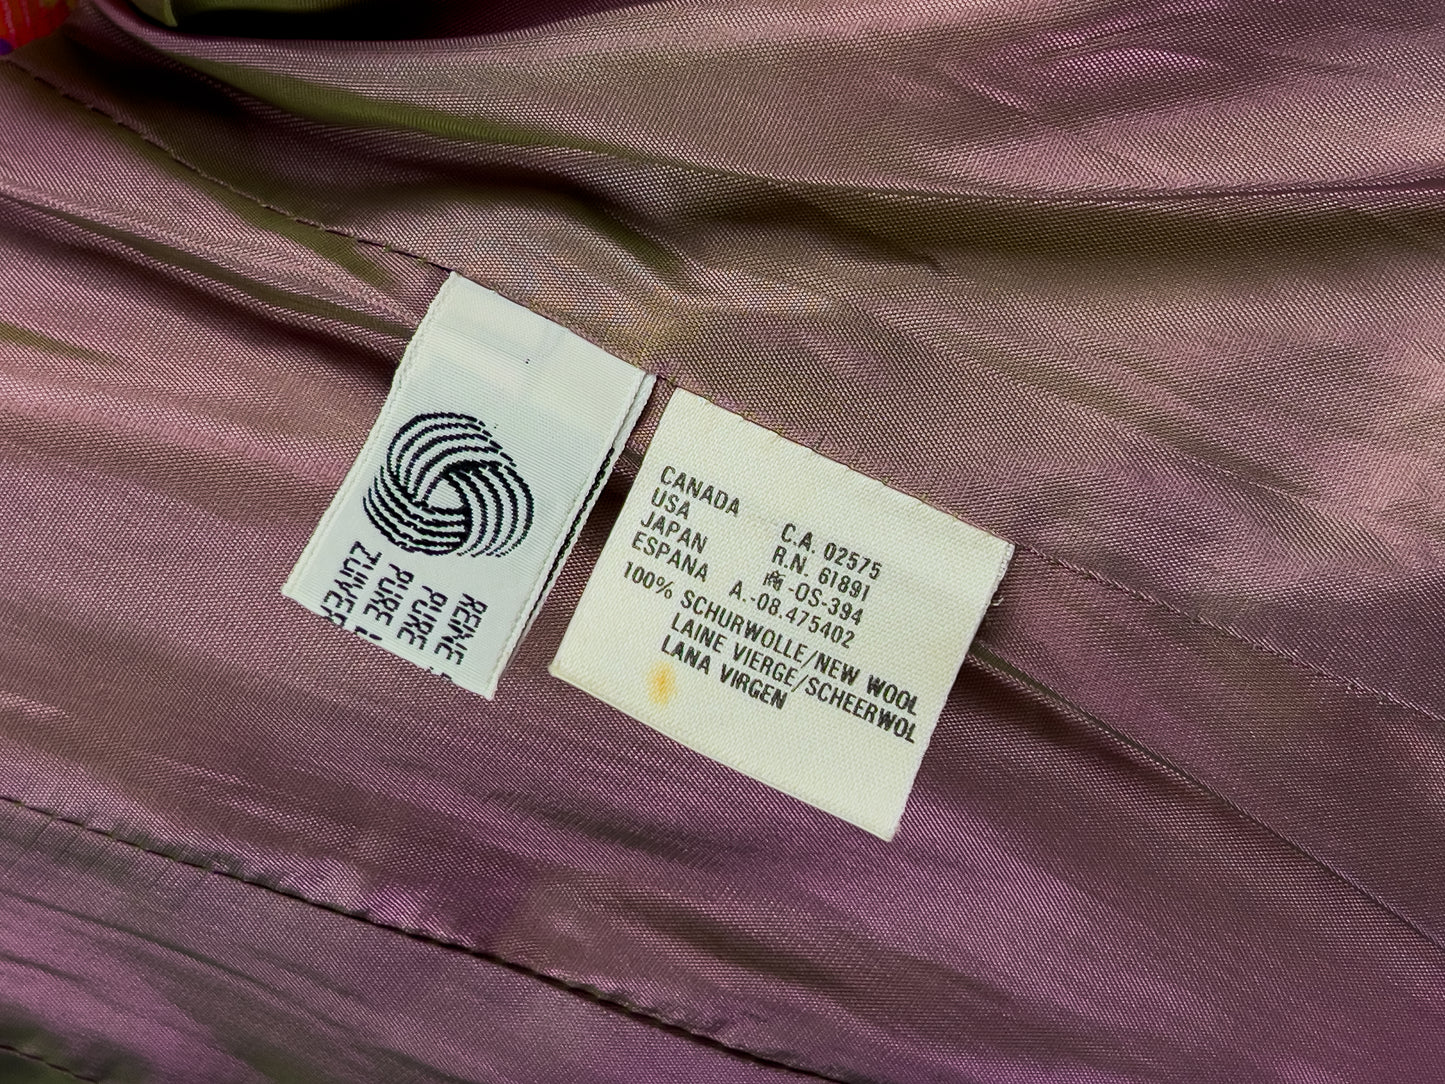 REINE
PURE
PURE
PURE
CANADA C.A. 02575
USA R.N. 61891
JAPAN -OS-394
ESPANA A.-08.475402
100% SCHURWOLLE/NEW WOOL
LAINE VIERGE/SCHEERWOL
LANA VIRGEN